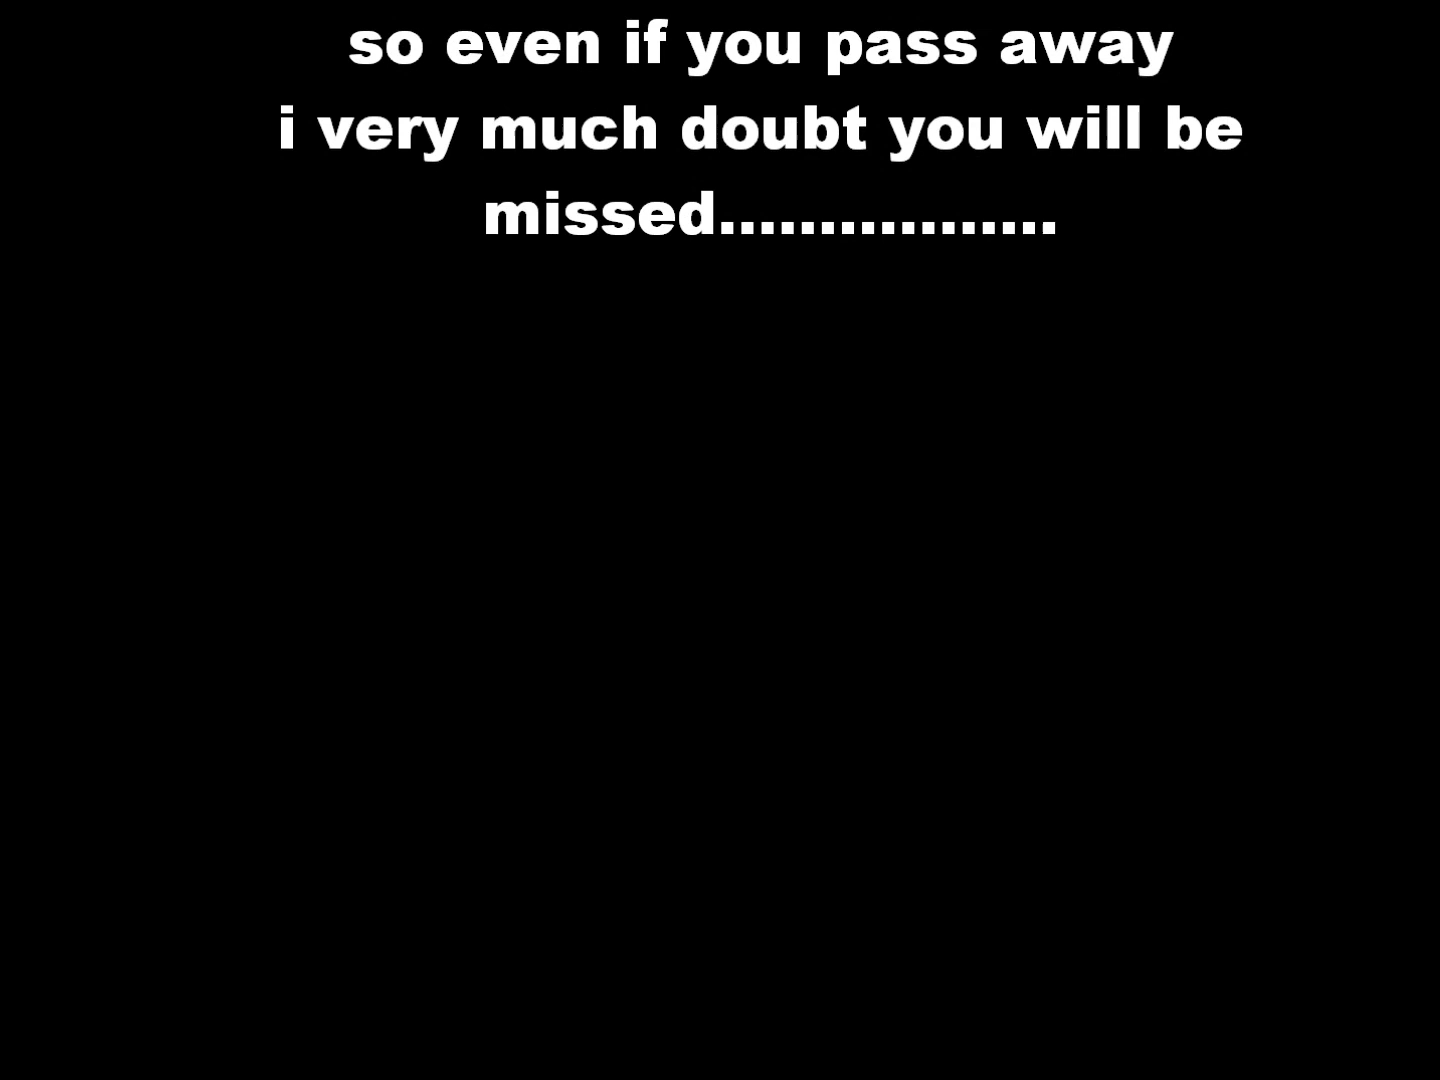 so even if you pass away
i very much doubt you will be
missed.................